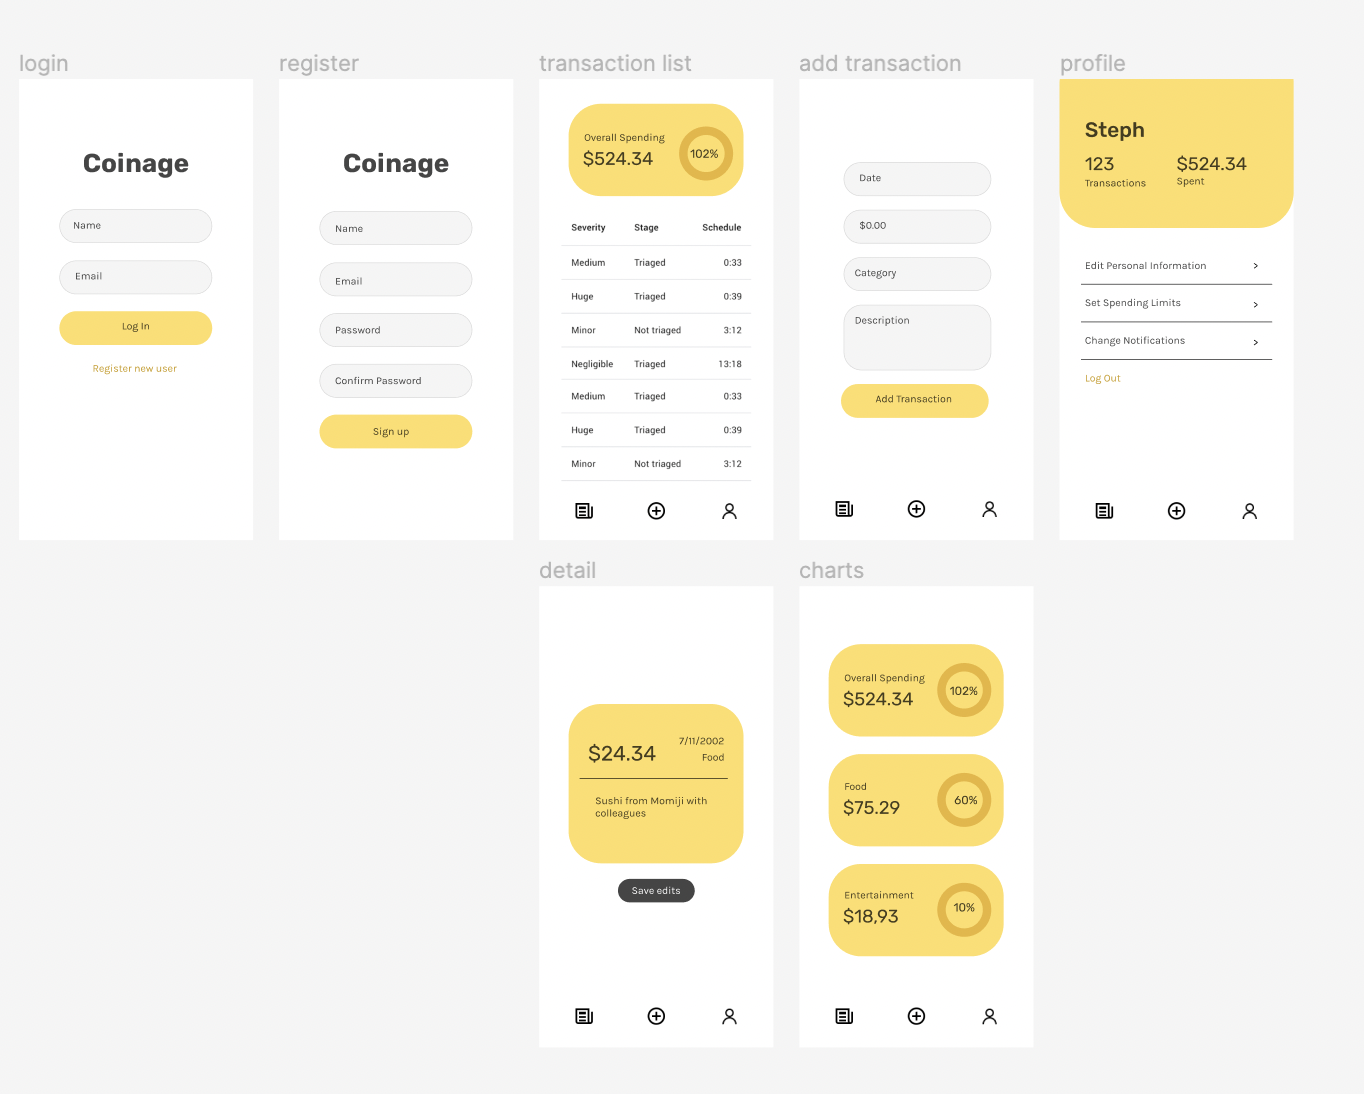 login
Coinage
Name
Email
Log In
Register new user
register
Coinage
Name
Email
Password
Confirm Password
Sign up
transaction list
Overall Spending
$524.34
102%
Severity Stage Schedule
Medium Triaged 0:33
Huge Triaged 0:39
Minor Not triaged 3:12
Negligible Triaged 13:18
Medium Triaged 0:33
Huge Triaged 0:39
Minor Not triaged 3:12
add transaction
Date
$0.00
Category
Description
Add Transaction
profile
Steph
123 $524.34
Transactions Spent
Edit Personal Information
Set Spending Limits
Change Notifications
Log Out
detail
7/11/2002
$24.34
Food
Sushi from Momiji with
colleagues
Save edits
charts
Overall Spending
$524.34
102%
Food
$75.29
60%
Entertainment
$18,93
10%